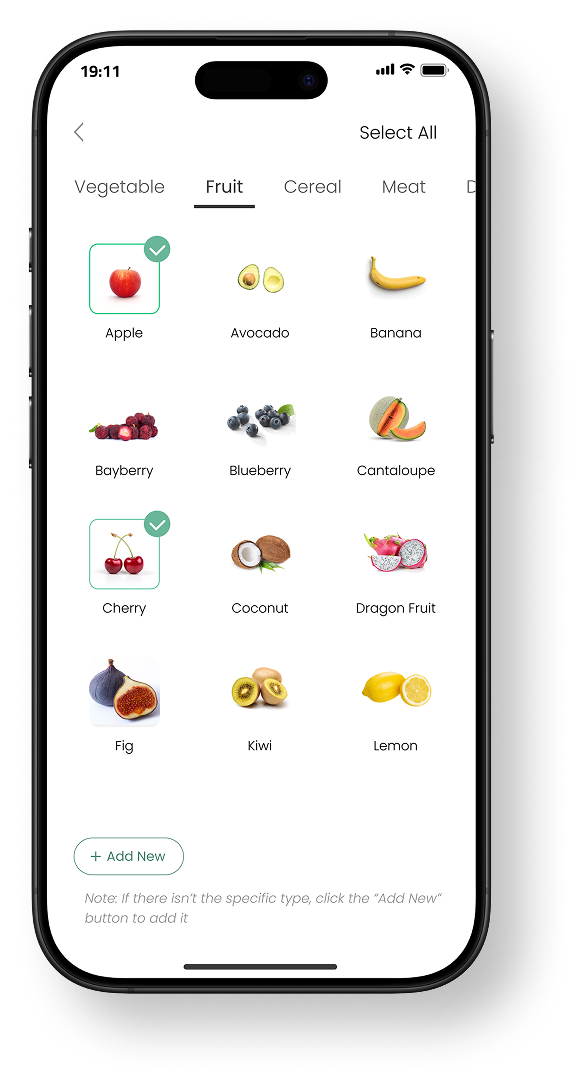 19:11
Select All
Vegetable Fruit Cereal Meat D
Apple Avocado Banana
Bayberry Blueberry Cantaloupe
Cherry Coconut Dragon Fruit
Fig Kiwi Lemon
+ Add New
Note: If there isn’t the specific type, click the “Add New”
button to add it